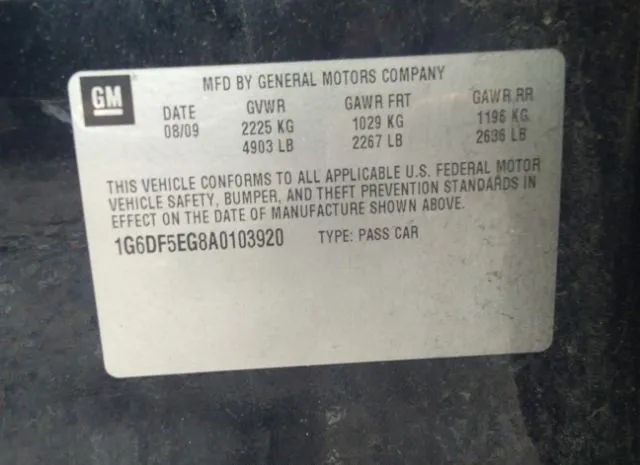 GM
MFD BY GENERAL MOTORS COMPANY
DATE GVWR GAWR FRT GAWR RR
08/09 2225 KG 1029 KG 1196 KG
4903 LB 2267 LB 2636 LB
THIS VEHICLE CONFORMS TO ALL APPLICABLE U.S. FEDERAL MOTOR
VEHICLE SAFETY, BUMPER, AND THEFT PREVENTION STANDARDS IN
EFFECT ON THE DATE OF MANUFACTURE SHOWN ABOVE.
1G6DF5EG8A0103920 TYPE: PASS CAR